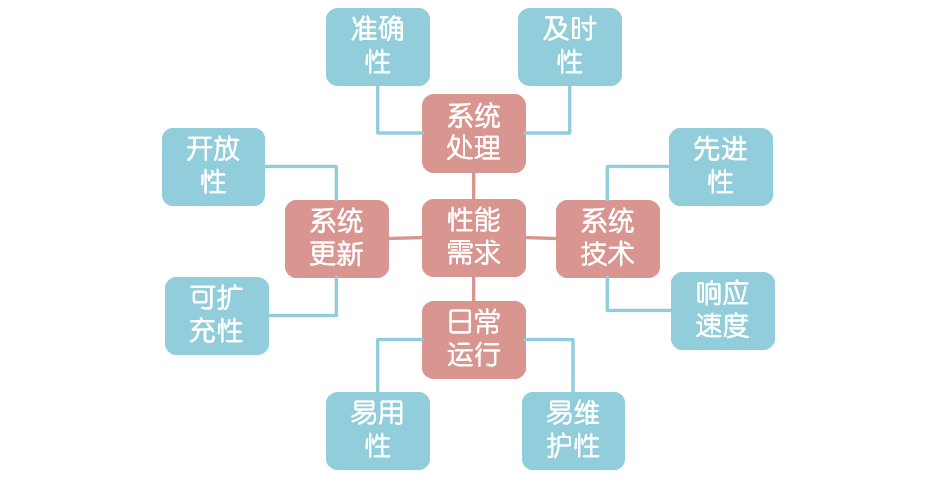 准确
性
及时
性
系统
处理
开放
性
先进
性
系统
更新
性能
需求
系统
技术
可扩
充性
响应
速度
日常
运行
易用
性
易维
护性